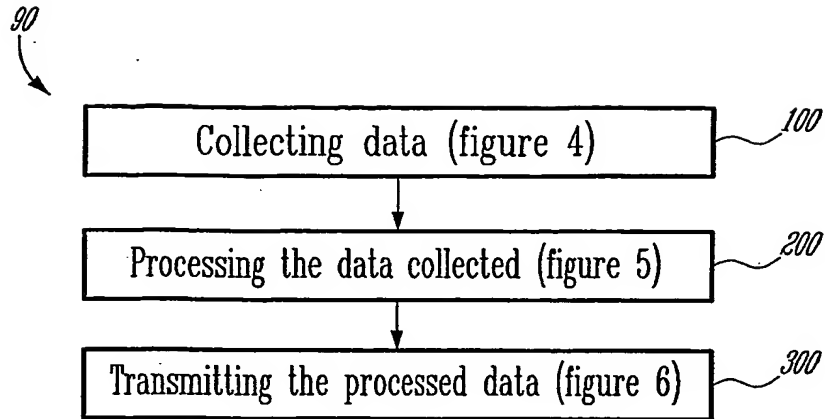 90
Collecting data (figure 4)
100
Processing the data collected (figure 5)
200
Transmitting the processed data (figure 6)
300